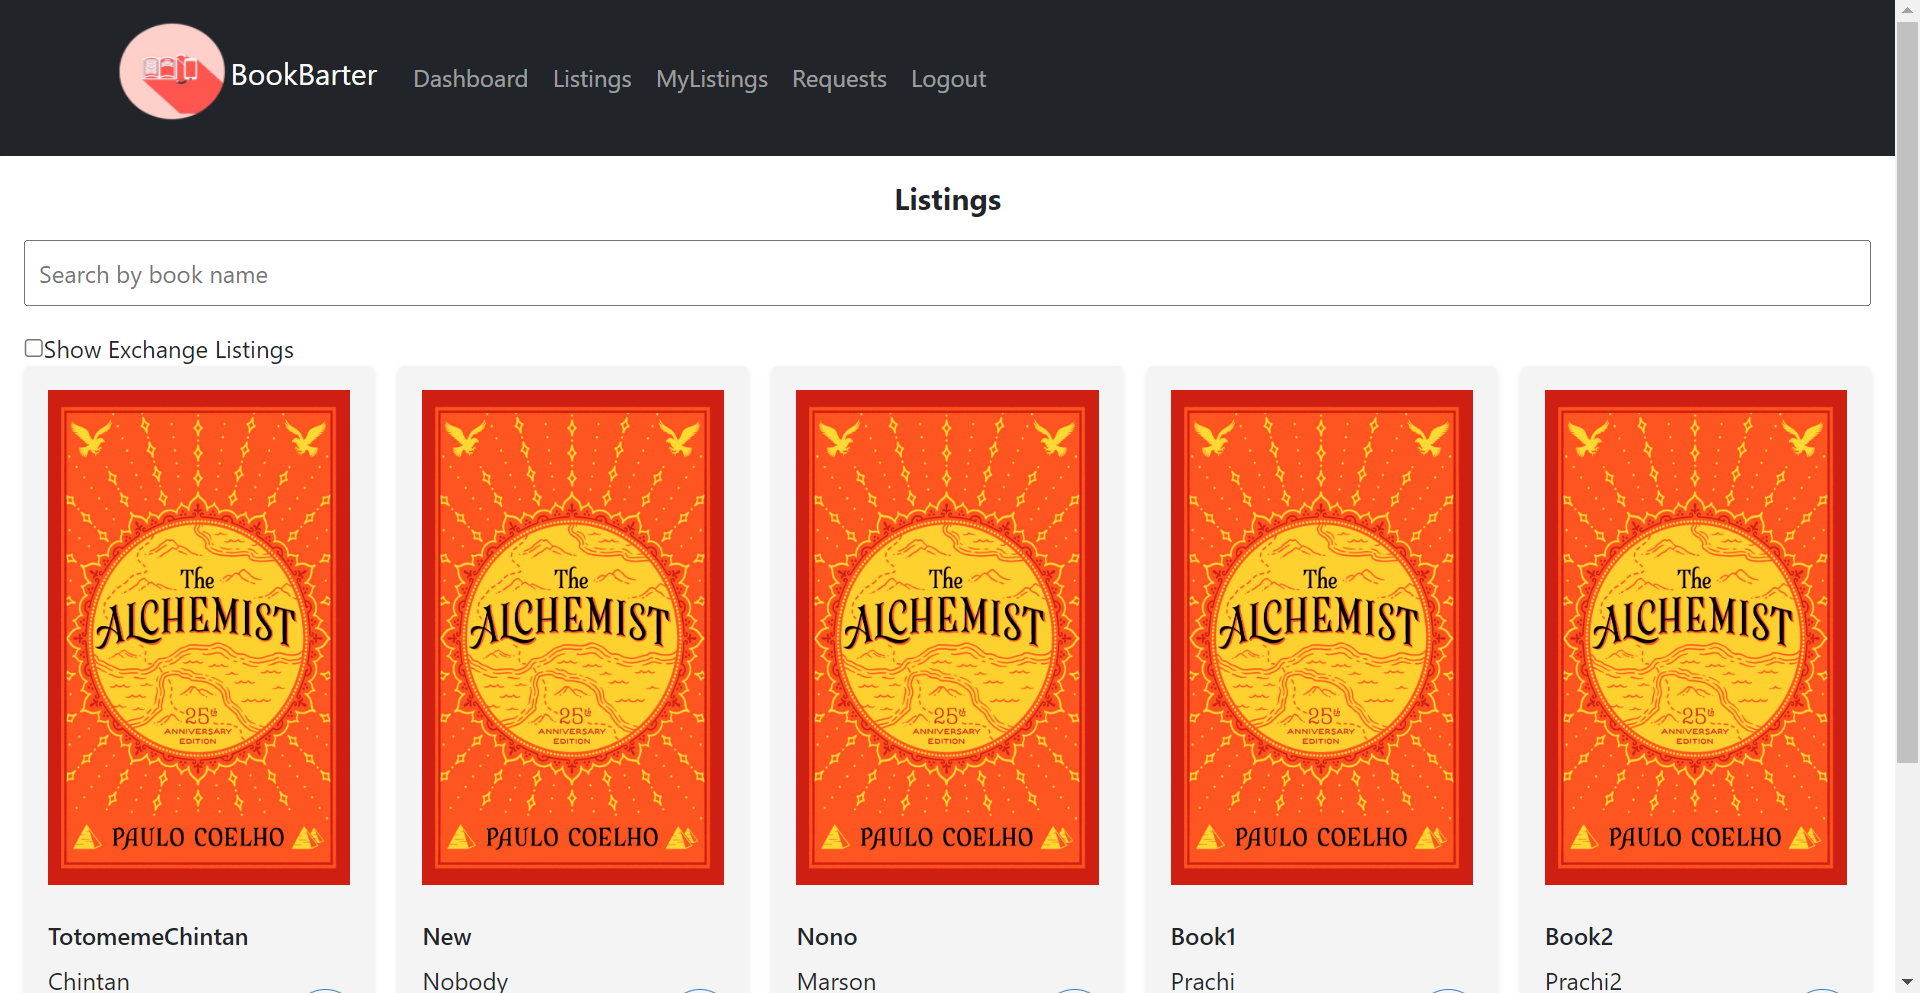 BookBarter Dashboard Listings MyListings Requests Logout
Listings
Search by book name
Show Exchange Listings
The
ALCHEMIST
25th
ANNIVERSARY
EDITION
PAULO COELHO
The
ALCHEMIST
25th
ANNIVERSARY
EDITION
PAULO COELHO
The
ALCHEMIST
25th
ANNIVERSARY
EDITION
PAULO COELHO
The
ALCHEMIST
25th
ANNIVERSARY
EDITION
PAULO COELHO
The
ALCHEMIST
25th
ANNIVERSARY
EDITION
PAULO COELHO
TotomemeChintan
Chintan
New
Nobody
Nono
Marson
Book1
Prachi
Book2
Prachi2